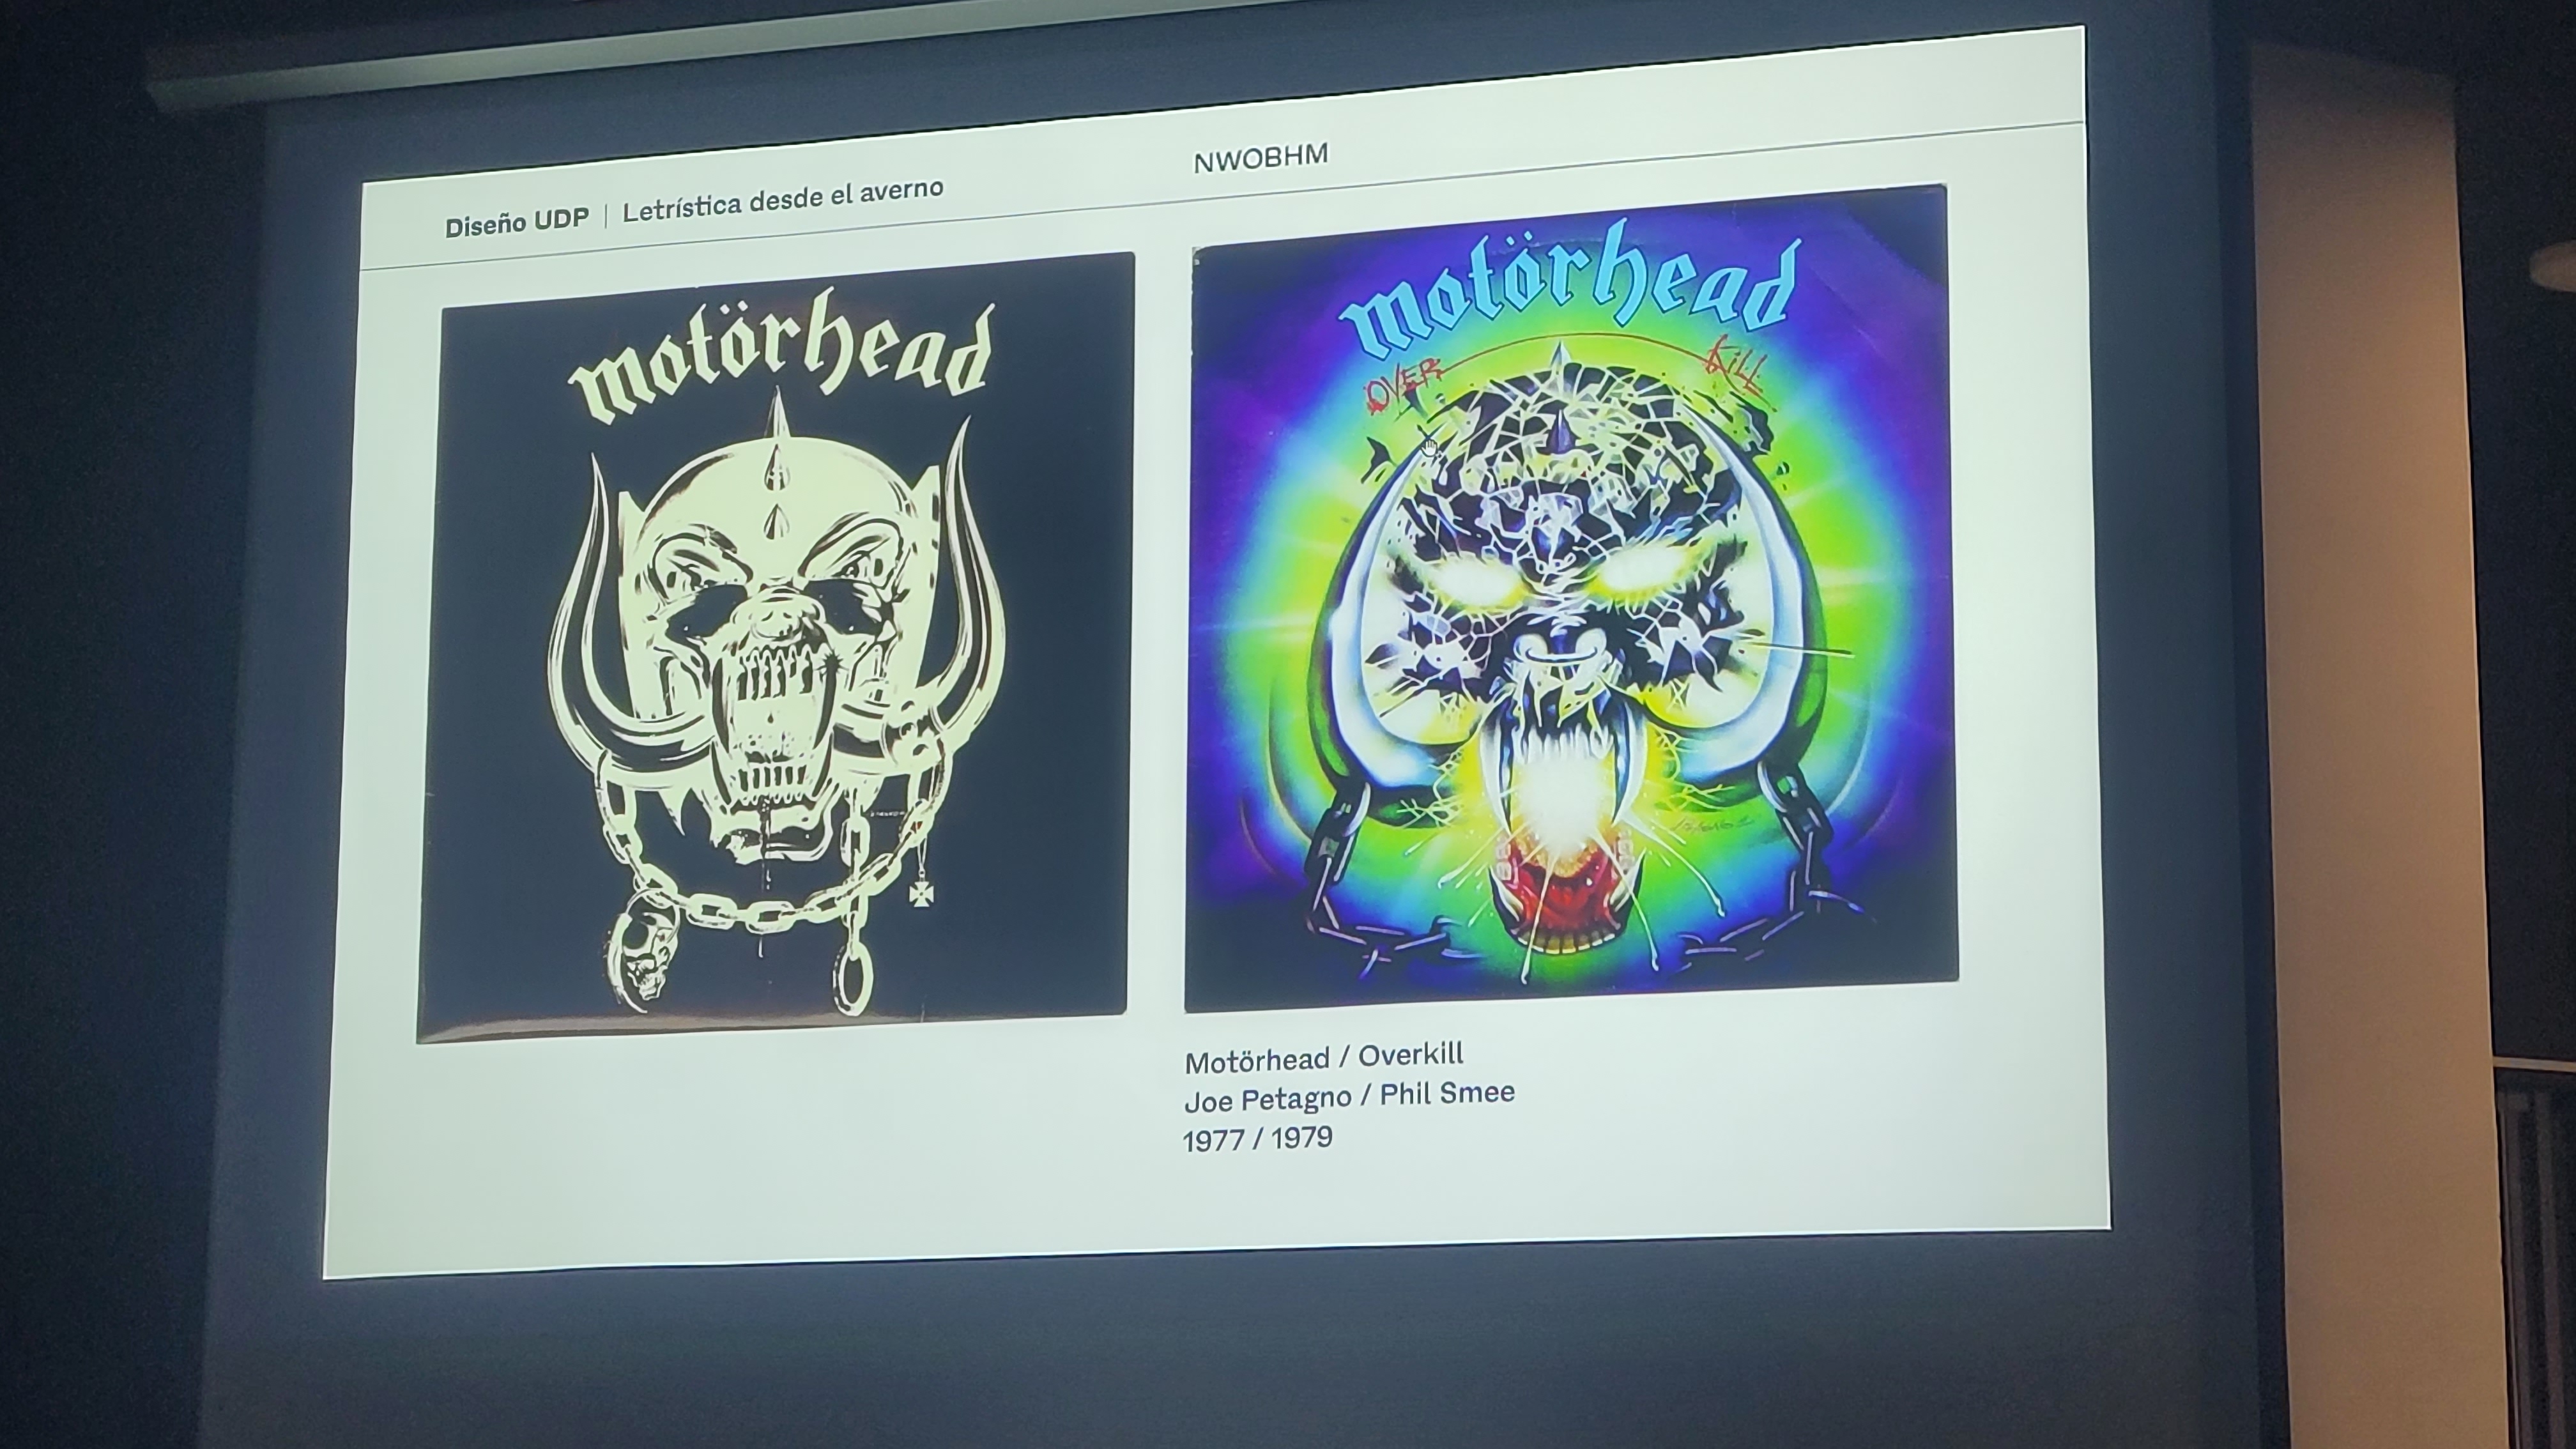 Diseño UDP | Letrística desde el averno
NWOBHM
motörhead
motörhead
OVER KILL
Motörhead / Overkill
Joe Petagno / Phil Smee
1977 / 1979